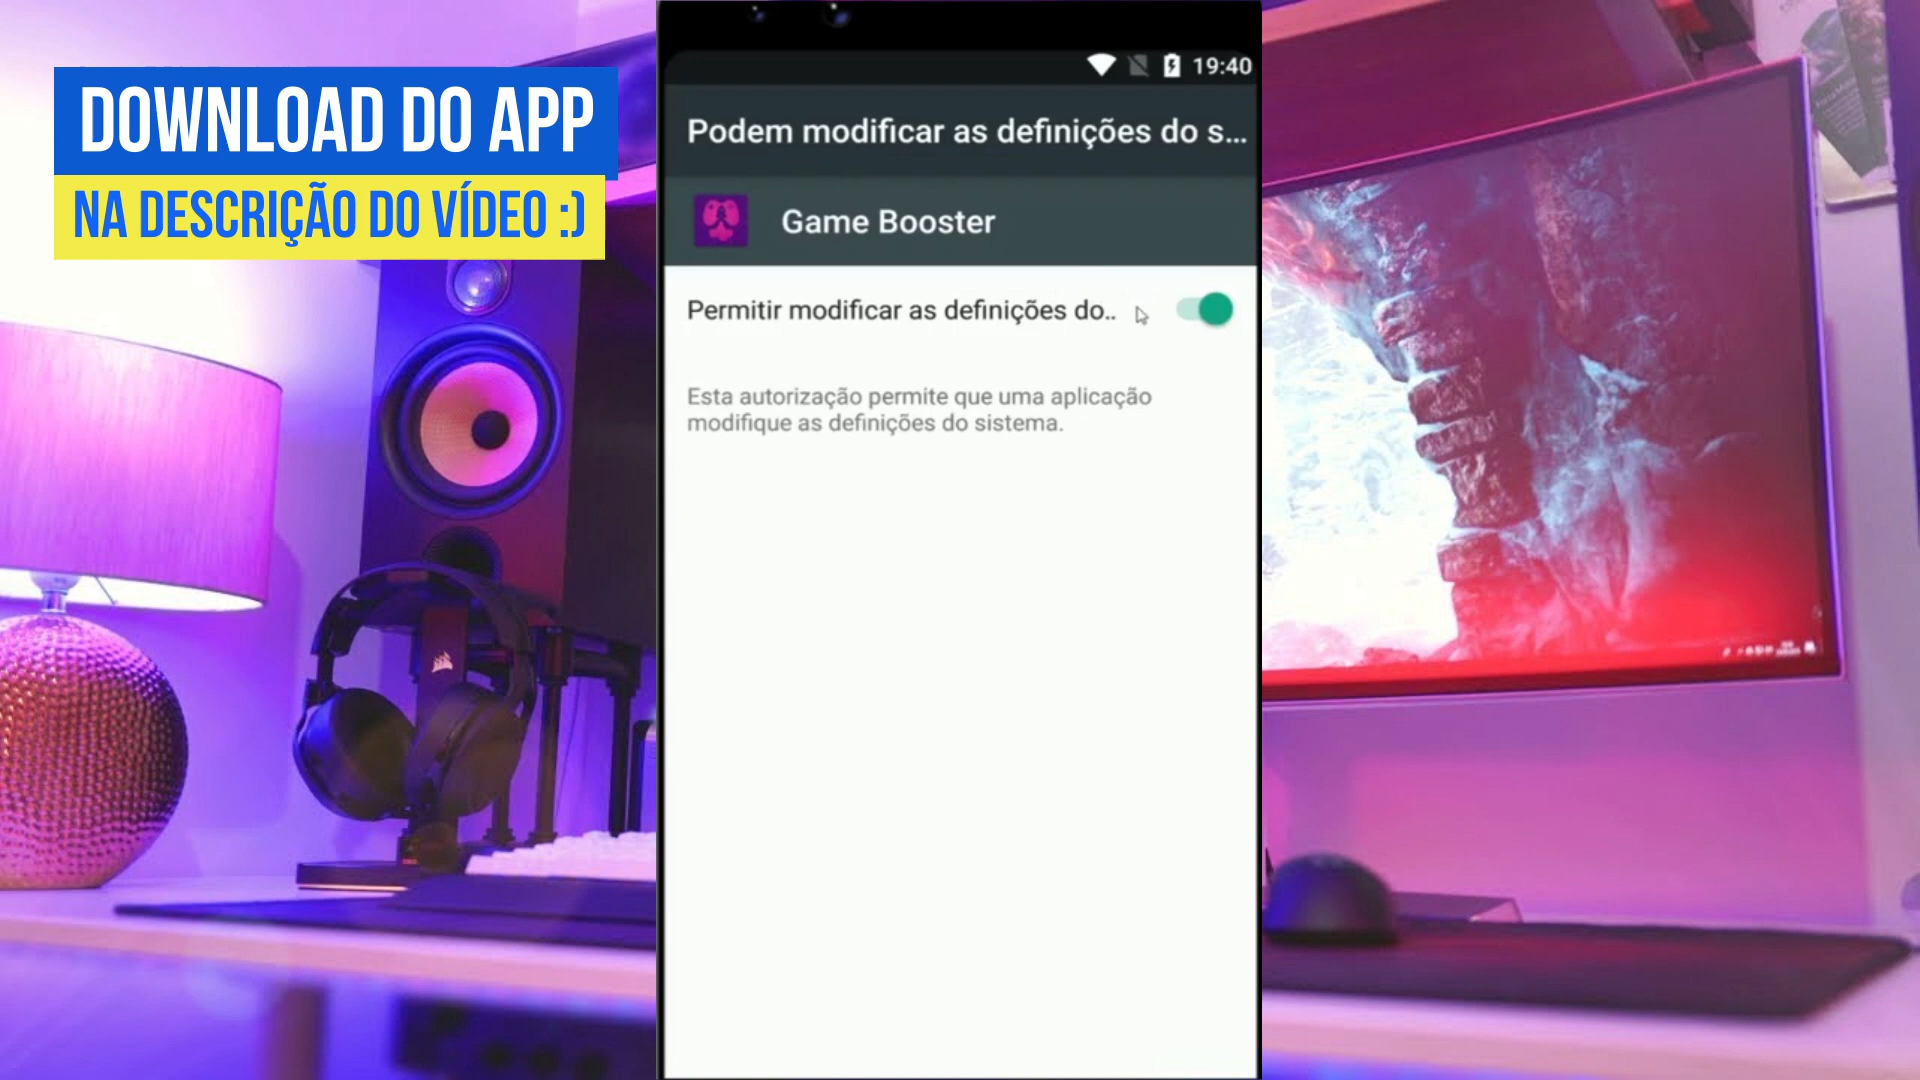 DOWNLOAD DO APP
NA DESCRIÇÃO DO VÍDEO :)
19:40
Podem modificar as definições do s...
Game Booster
Permitir modificar as definições do..
Esta autorização permite que uma aplicação
modifique as definições do sistema.